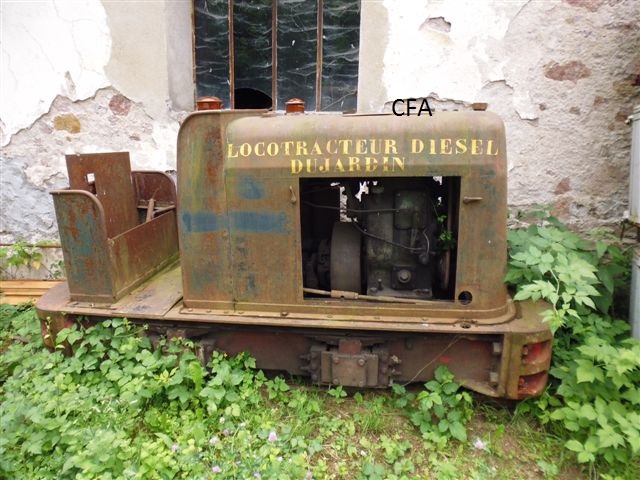 CFA
LOCOTRACTEUR DIESEL
DUJARDIN